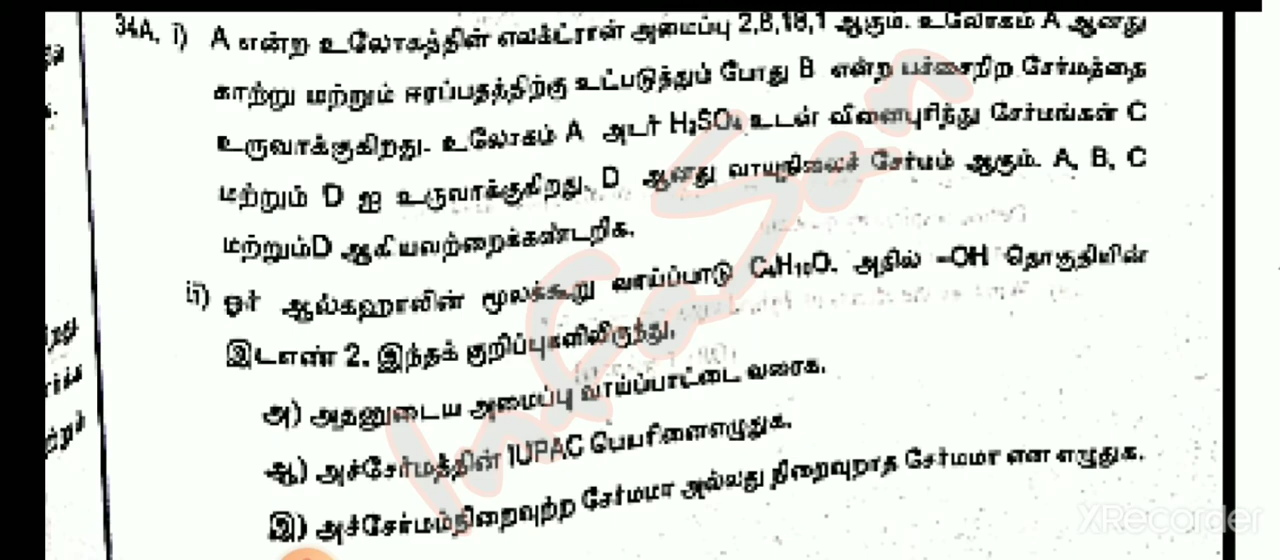 34A. i) A என்ற உலோகத்தின் எலக்ட்ரான் அமைப்பு 2,8,18,1 ஆகும். உலோகம் A ஆனது
காற்று மற்றும் ஈரப்பதத்திற்கு உட்படுத்தும் போது B என்ற பச்சைநிற சேர்மத்தை
உருவாக்குகிறது. உலோகம் A அடர் H₂SO₄ உடன் வினைபுரிந்து சேர்மங்கள் C
மற்றும் D ஐ உருவாக்குகிறது. D ஆனது வாயுநிலைச் சேர்மம் ஆகும். A, B, C
மற்றும்D ஆகியவற்றைக்கண்டறிக.
ii) ஓர் ஆல்கஹாலின் மூலக்கூறு வாய்ப்பாடு C₄H₁₀O. அதில் –OH தொகுதியின்
இடஎண் 2. இந்தக் குறிப்புகளிலிருந்து,
அ) அதனுடைய அமைப்பு வாய்ப்பாட்டை வரைக.
ஆ) அச்சேர்மத்தின் IUPAC பெயரினைஎழுதுக.
இ) அச்சேர்மம்நிறைவுற்ற சேர்மமா அல்லது நிறைவுறாத சேர்மமா என எழுதுக.
XRecorder